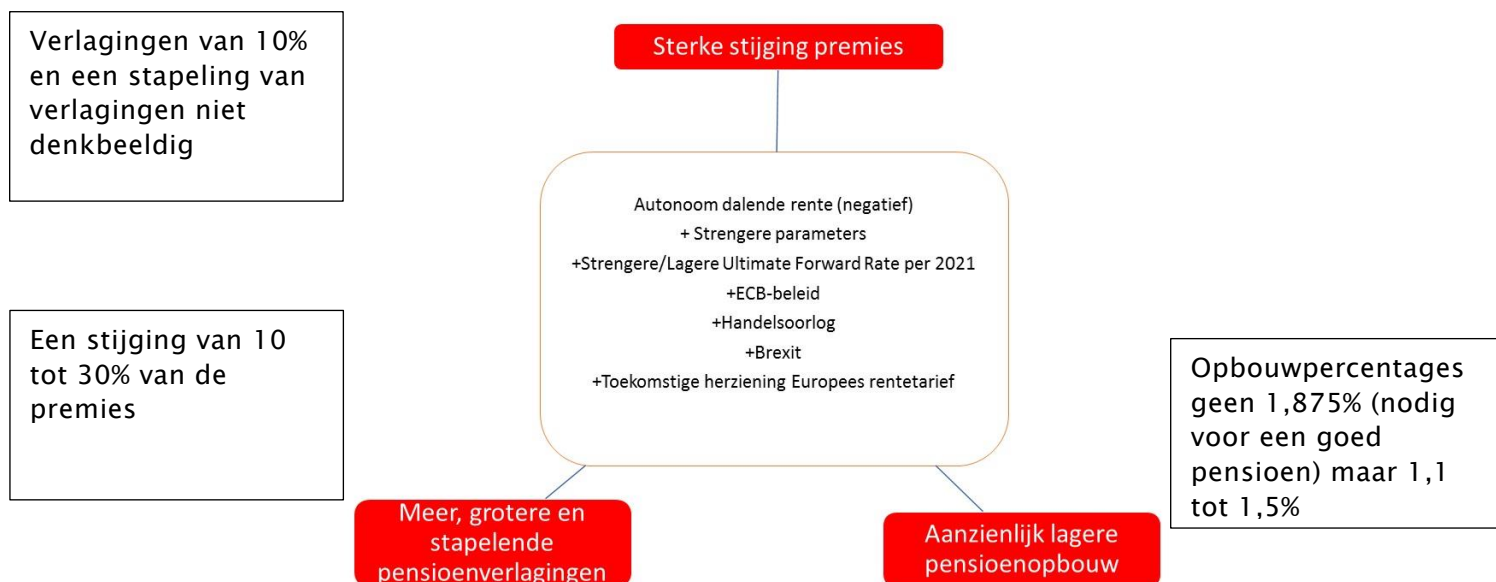 Verlagingen van 10%
en een stapeling van
verlagingen niet
denkbeeldig
Sterke stijging premies
Autonoom dalende rente (negatief)
+ Strengere parameters
+Strengere/Lagere Ultimate Forward Rate per 2021
+ECB-beleid
+Handelsoorlog
+Brexit
+Toekomstige herziening Europees rentetarief
Een stijging van 10
tot 30% van de
premies
Opbouwpercentages
geen 1,875% (nodig
voor een goed
pensioen) maar 1,1
tot 1,5%
Meer, grotere en
stapelende
pensioenverlagingen
Aanzienlijk lagere
pensioenopbouw